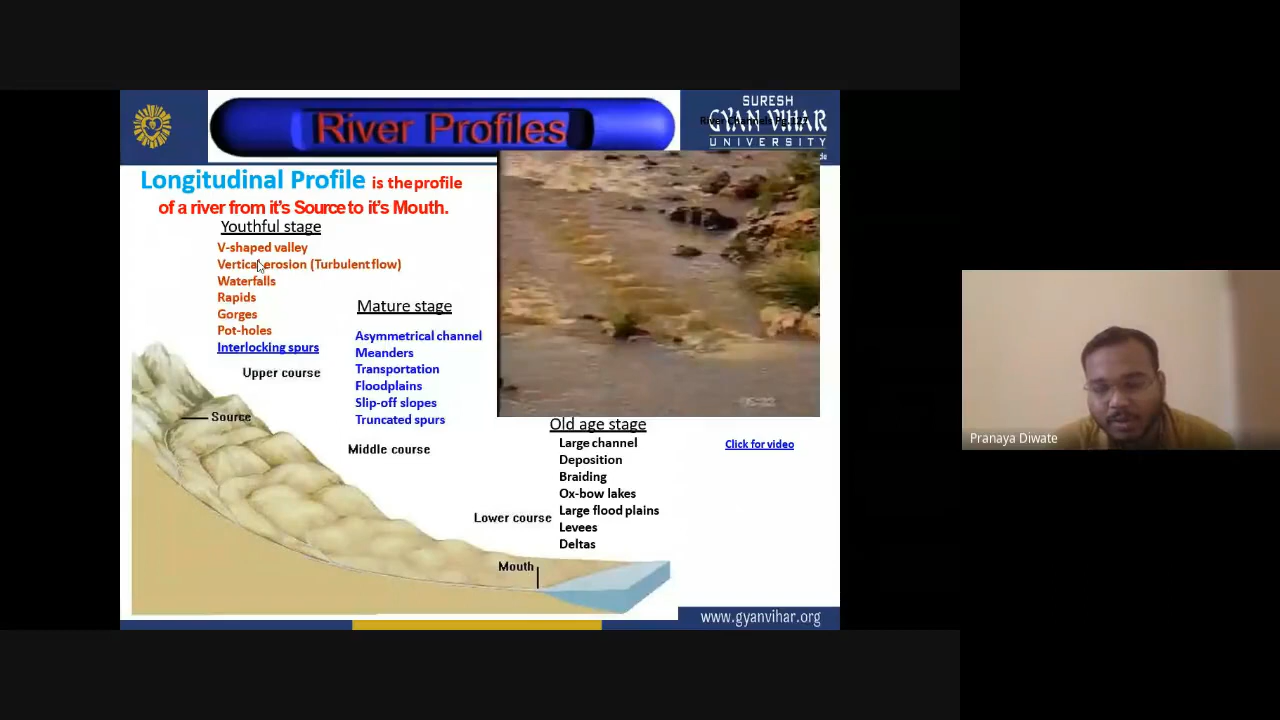 River Profiles
SURESH
GYAN VIHAR
UNIVERSITY
Longitudinal Profile is the profile
of a river from it's Source to it's Mouth.
Youthful stage
V-shaped valley
Vertical erosion (Turbulent flow)
Waterfalls
Rapids
Gorges
Pot-holes
Interlocking spurs
Upper course
Source
Mature stage
Asymmetrical channel
Meanders
Transportation
Floodplains
Slip-off slopes
Truncated spurs
Middle course
Old age stage
Large channel
Deposition
Braiding
Ox-bow lakes
Large flood plains
Levees
Deltas
Lower course
Mouth
Click for video
www.gyanvihar.org
Pranaya Diwate